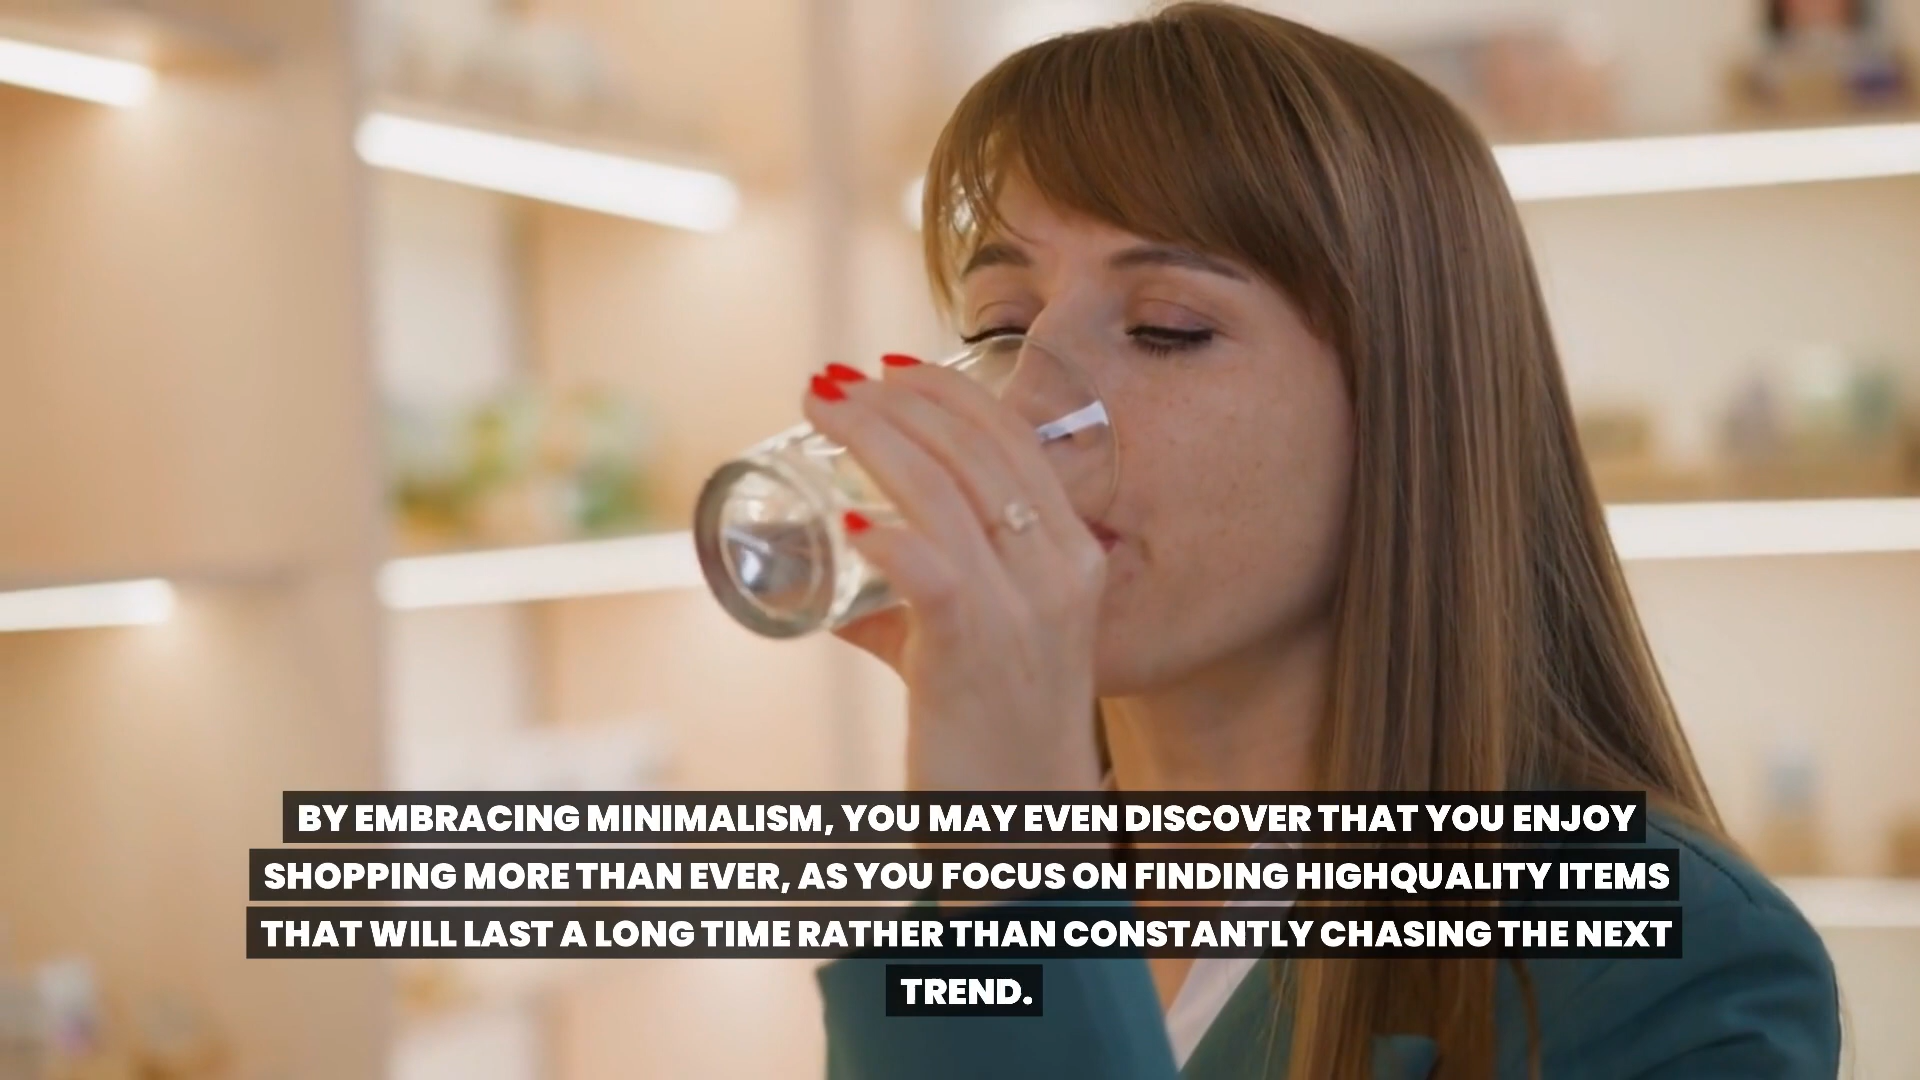 BY EMBRACING MINIMALISM, YOU MAY EVEN DISCOVER THAT YOU ENJOY
SHOPPING MORE THAN EVER, AS YOU FOCUS ON FINDING HIGHQUALITY ITEMS
THAT WILL LAST A LONG TIME RATHER THAN CONSTANTLY CHASING THE NEXT
TREND.